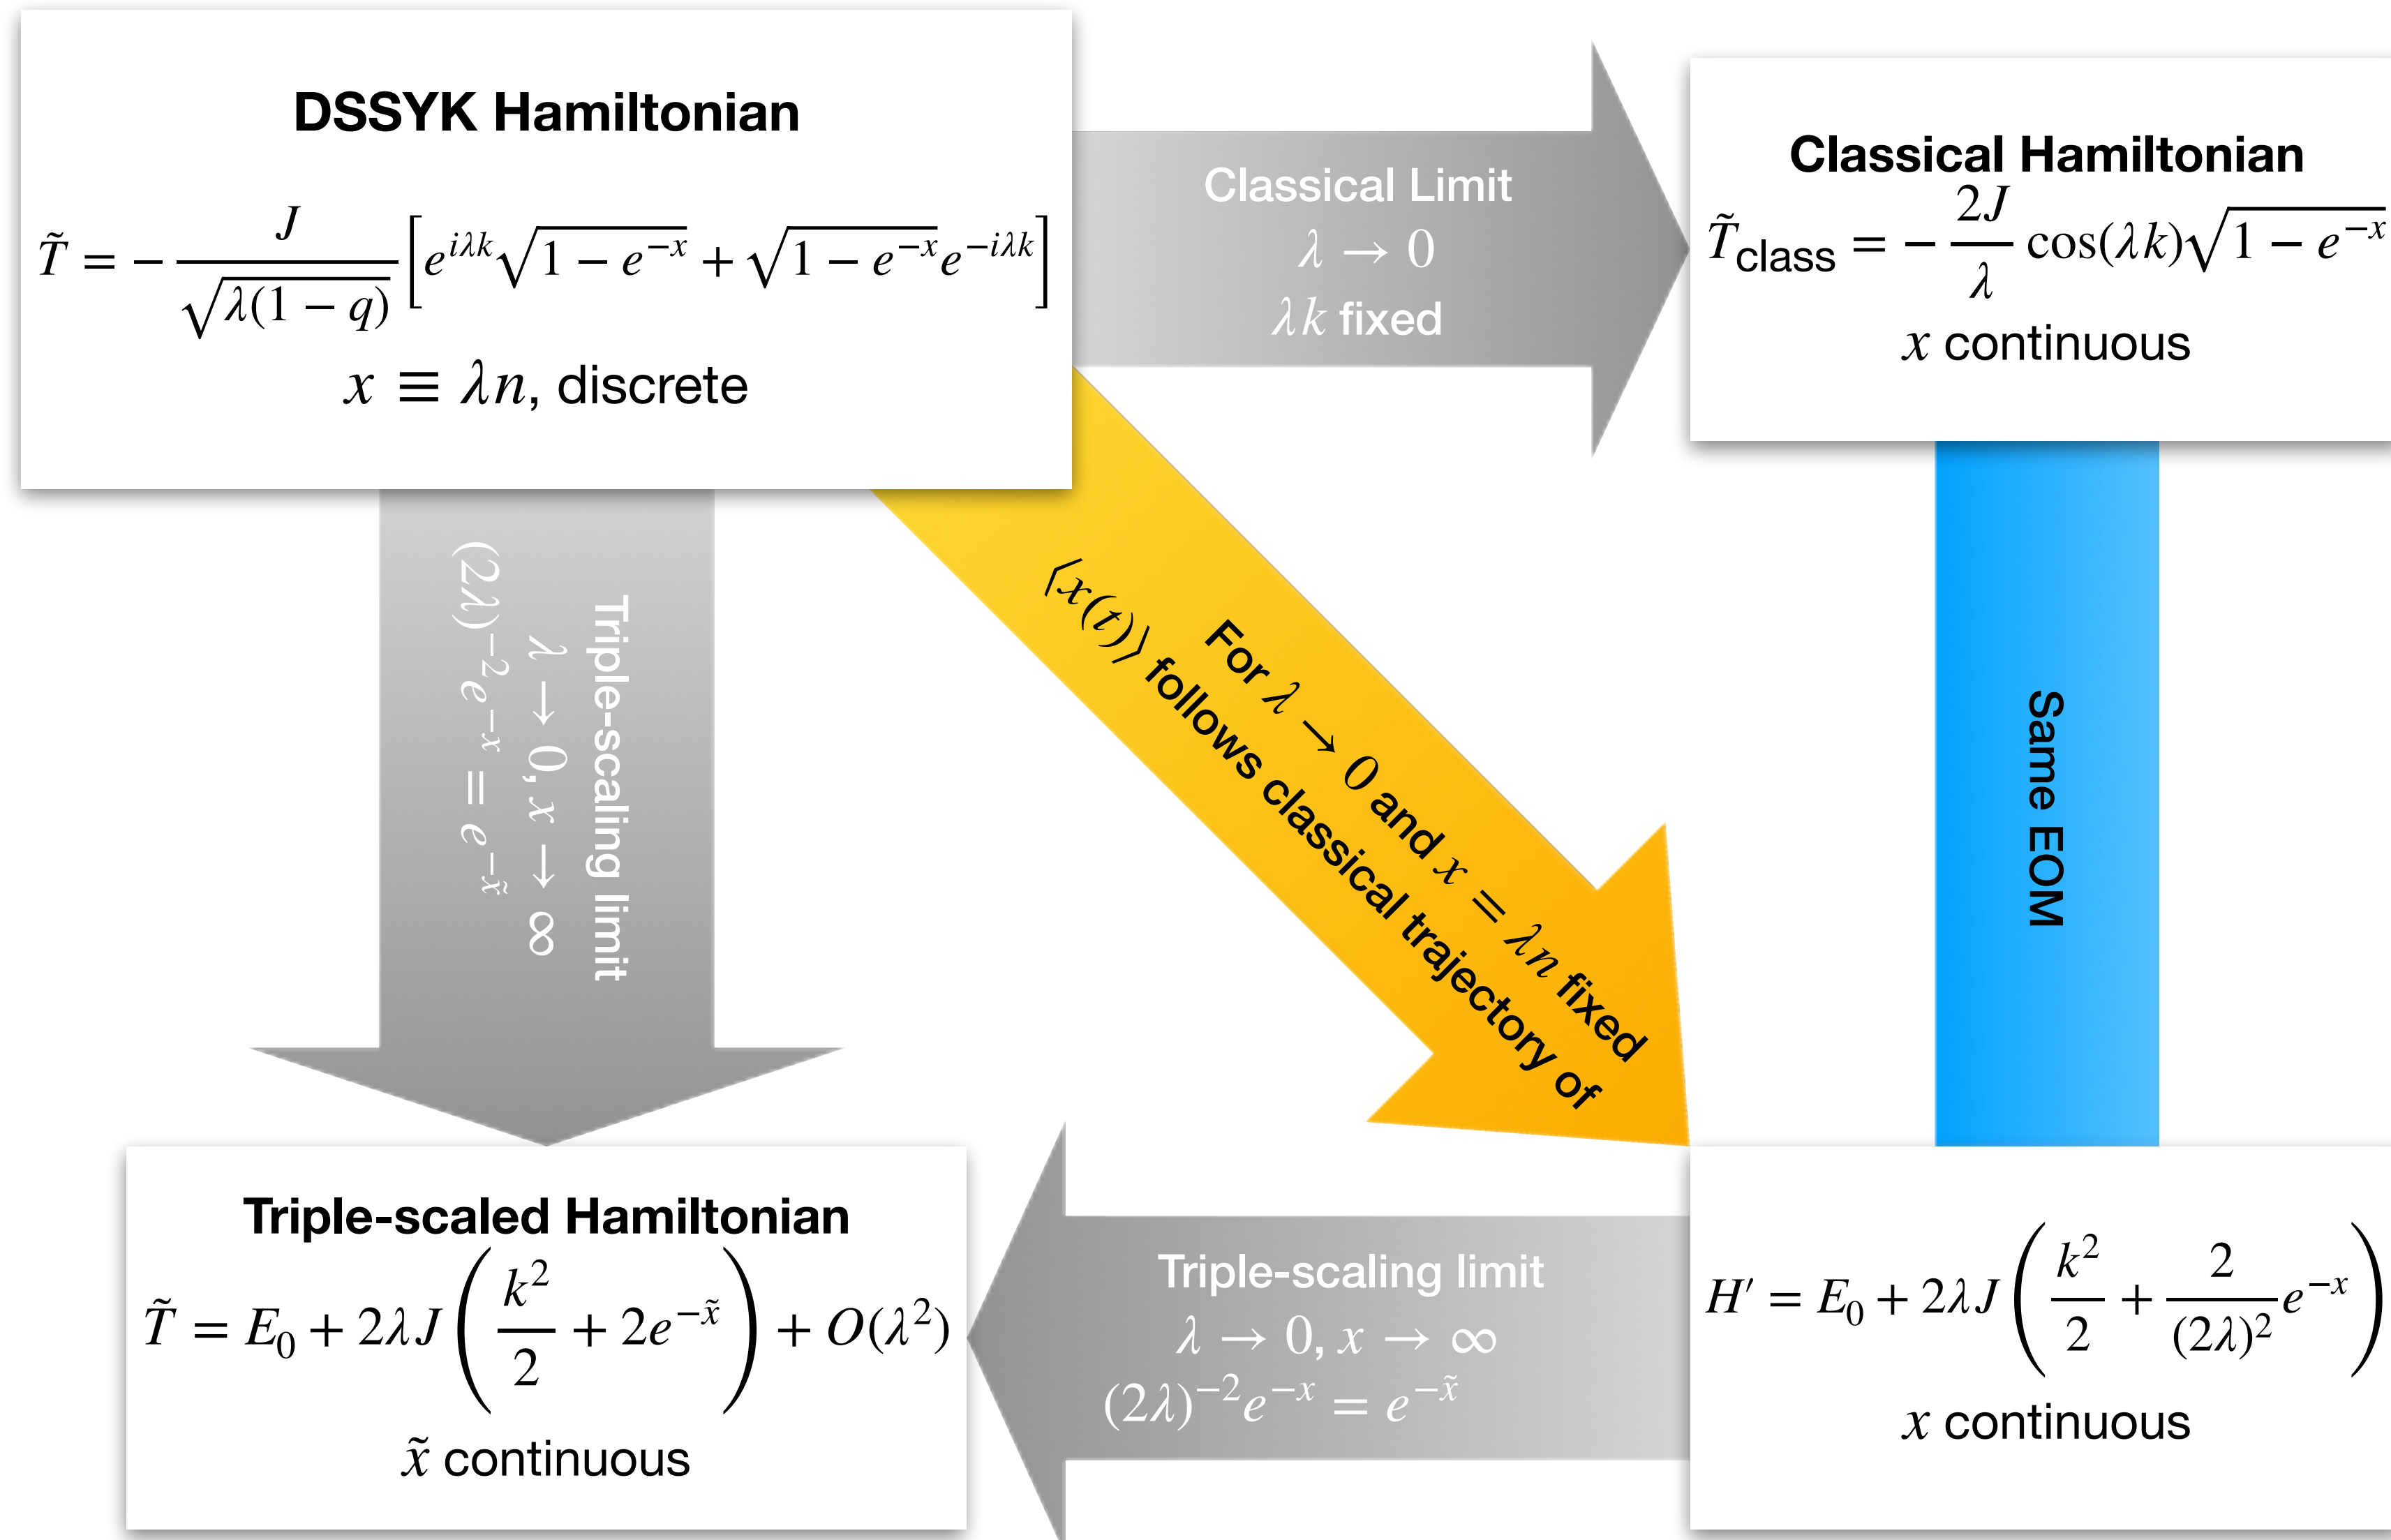 DSSYK Hamiltonian
T̃ = − J / √(λ(1 − q)) [e^{iλk}√(1 − e^{−x}) + √(1 − e^{−x})e^{−iλk}]
x ≡ λn, discrete
Classical Limit
λ → 0
λk fixed
Classical Hamiltonian
T̃_class = − (2J/λ) cos(λk)√(1 − e^{−x})
x continuous
Triple-scaling limit
λ → 0, x → ∞
(2λ)^{−2}e^{−x} = e^{−x̃}
For λ → 0 and x = λn fixed
⟨x(t)⟩ follows classical trajectory of
Same EOM
Triple-scaled Hamiltonian
T̃ = E₀ + 2λJ (k²/2 + 2e^{−x̃}) + O(λ²)
x̃ continuous
Triple-scaling limit
λ → 0, x → ∞
(2λ)^{−2}e^{−x} = e^{−x̃}
H′ = E₀ + 2λJ (k²/2 + 2/(2λ)² e^{−x})
x continuous